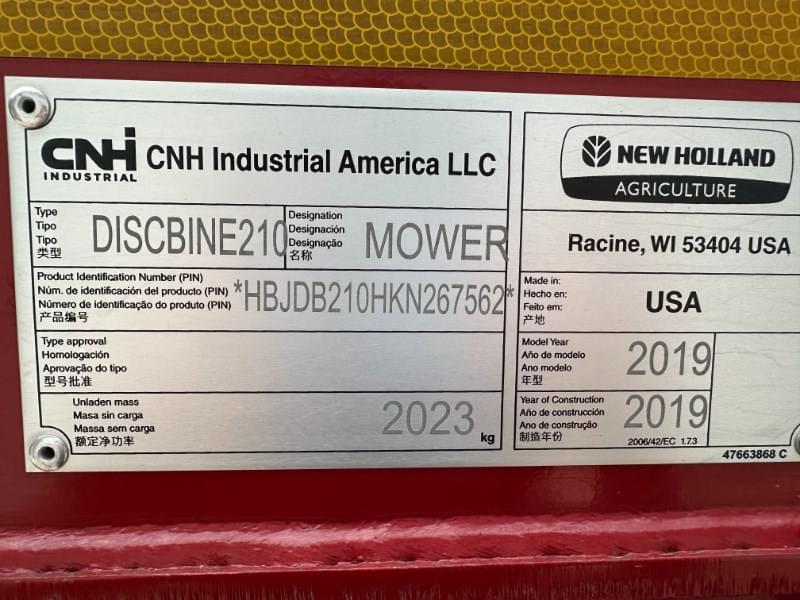 CNH INDUSTRIAL
CNH Industrial America LLC
Type
Tipo
Tipo
类型
DISCBINE210
Designation
Designación
Designação
名称
MOWER
Product Identification Number (PIN)
Núm. de identificación del producto (PIN)
Número de identificação do produto (PIN)
产品编号
*HBJDB210HKN267562*
Type approval
Homologación
Aprovação do tipo
型号批准
Unladen mass
Masa sin carga
Massa sem carga
额定净功率
2023
kg
NEW HOLLAND
AGRICULTURE
Racine, WI 53404 USA
Made in:
Hecho en:
Feito em:
产地
USA
Model Year
Año de modelo
Ano modelo
年型
2019
Year of Construction
Año de construcción
Ano de construção
制造年份
2019
2006/42/EC 1.7.3
47663868 C